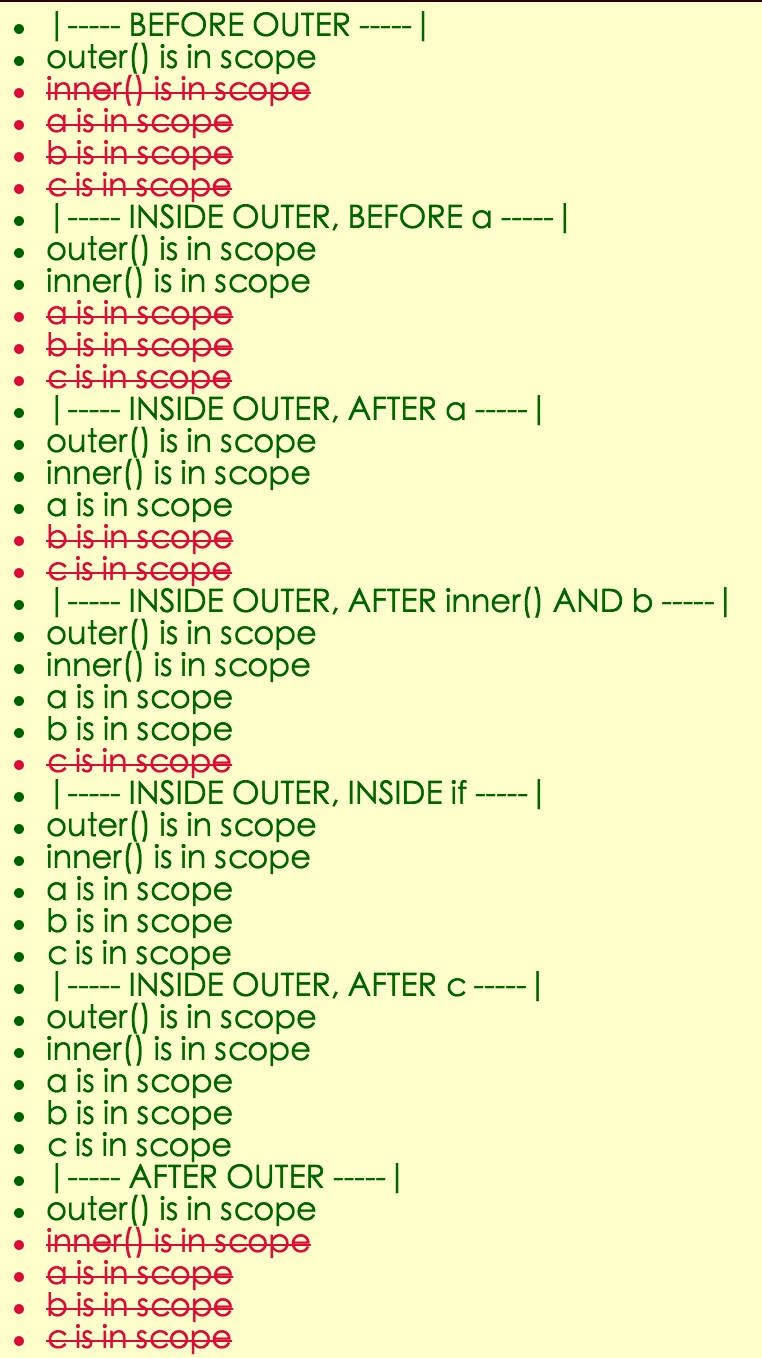 |----- BEFORE OUTER -----|
outer() is in scope
inner() is in scope
a is in scope
b is in scope
c is in scope
|----- INSIDE OUTER, BEFORE a -----|
outer() is in scope
inner() is in scope
a is in scope
b is in scope
c is in scope
|----- INSIDE OUTER, AFTER a -----|
outer() is in scope
inner() is in scope
a is in scope
b is in scope
c is in scope
|----- INSIDE OUTER, AFTER inner() AND b -----|
outer() is in scope
inner() is in scope
a is in scope
b is in scope
c is in scope
|----- INSIDE OUTER, INSIDE if -----|
outer() is in scope
inner() is in scope
a is in scope
b is in scope
c is in scope
|----- INSIDE OUTER, AFTER c -----|
outer() is in scope
inner() is in scope
a is in scope
b is in scope
c is in scope
|----- AFTER OUTER -----|
outer() is in scope
inner() is in scope
a is in scope
b is in scope
c is in scope